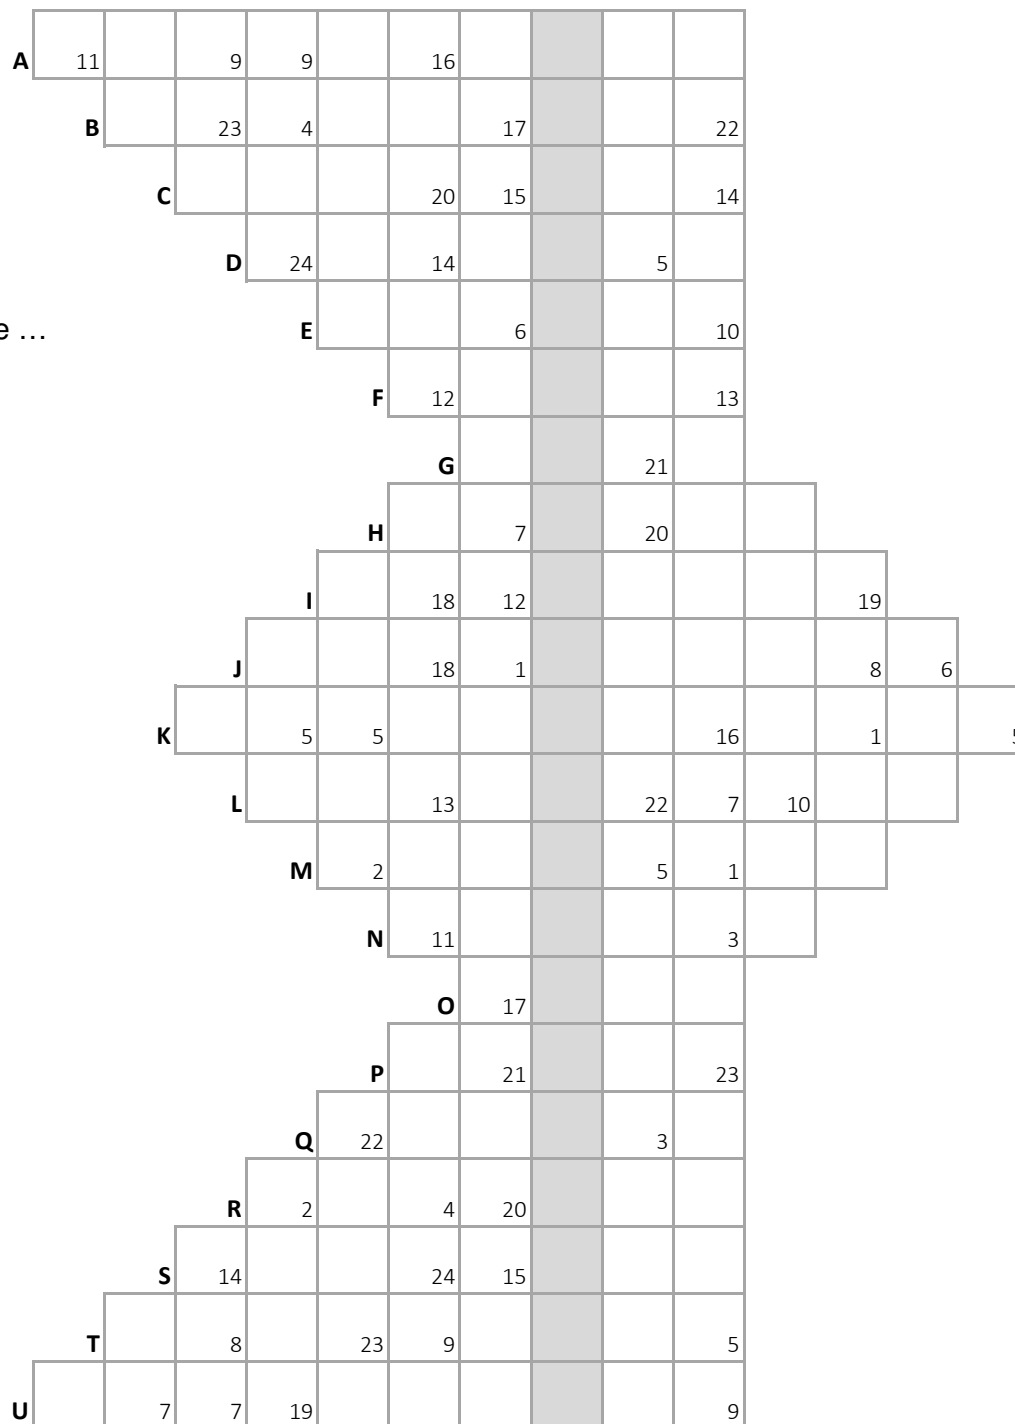 A 11 9 9 16
B 23 4 17 22
C 20 15 14
D 24 14 5
e … E 6 10
F 12 13
G 21
H 7 20
I 18 12 19
J 18 1 8 6
K 5 5 16 1
L 13 22 7 10
M 2 5 1
N 11 3
O 17
P 21 23
Q 22 3
R 2 4 20
S 14 24 15
T 8 23 9 5
U 7 7 19 9